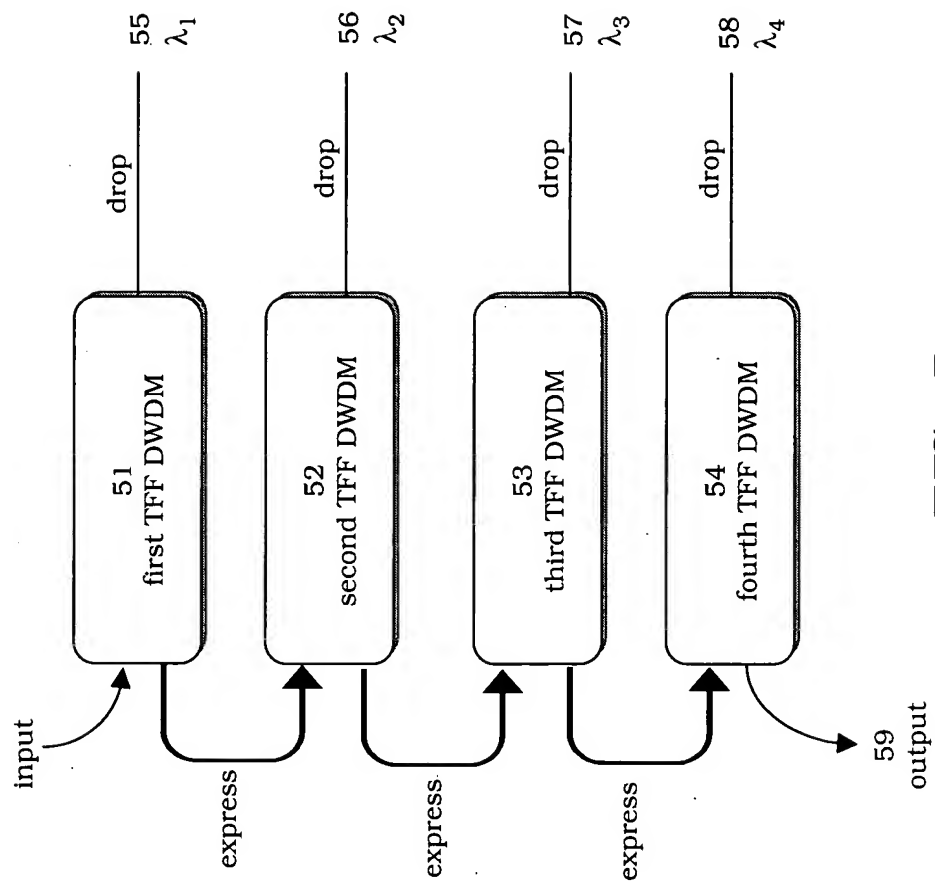 input
51
first TFF DWDM
drop
55
λ1
express
52
second TFF DWDM
drop
56
λ2
express
53
third TFF DWDM
drop
57
λ3
express
54
fourth TFF DWDM
drop
58
λ4
59
output